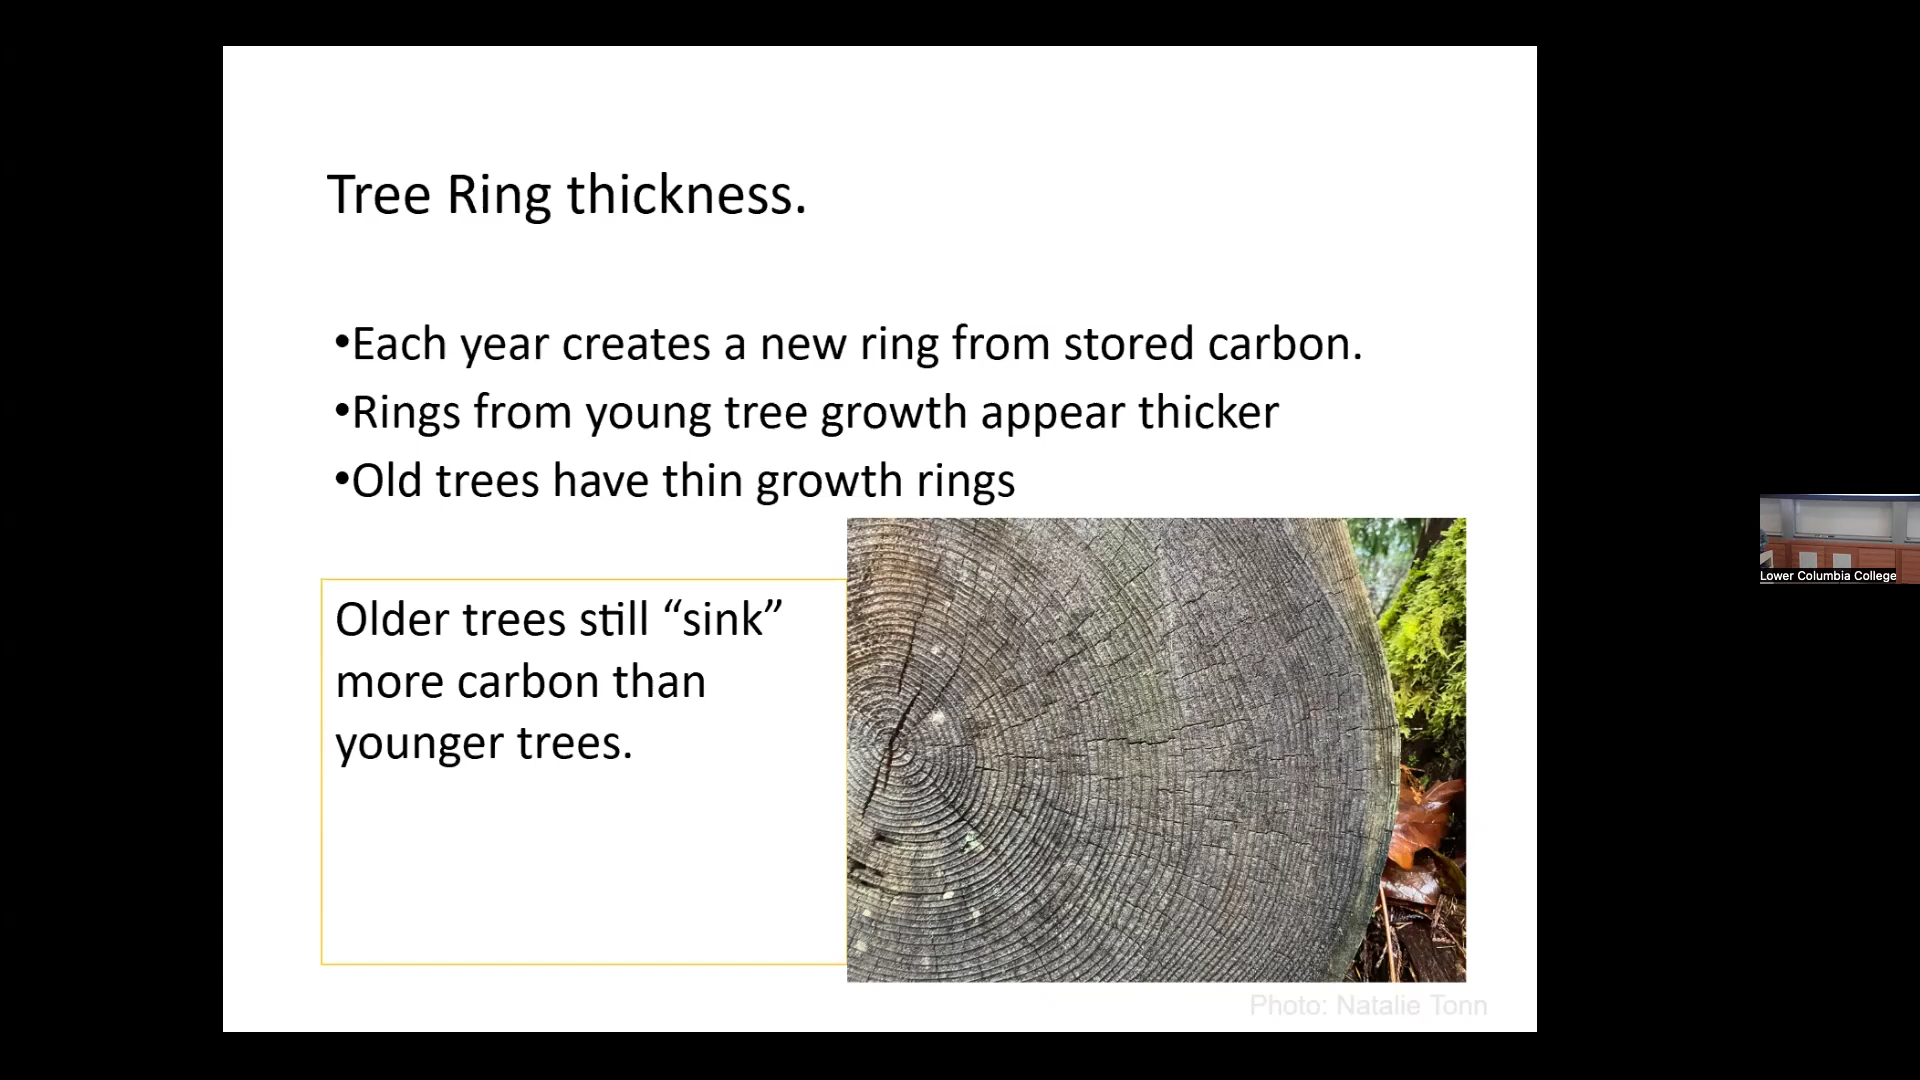 Tree Ring thickness.
•Each year creates a new ring from stored carbon.
•Rings from young tree growth appear thicker
•Old trees have thin growth rings
Older trees still “sink”
more carbon than
younger trees.
Photo: Natalie Tonn
Lower Columbia College